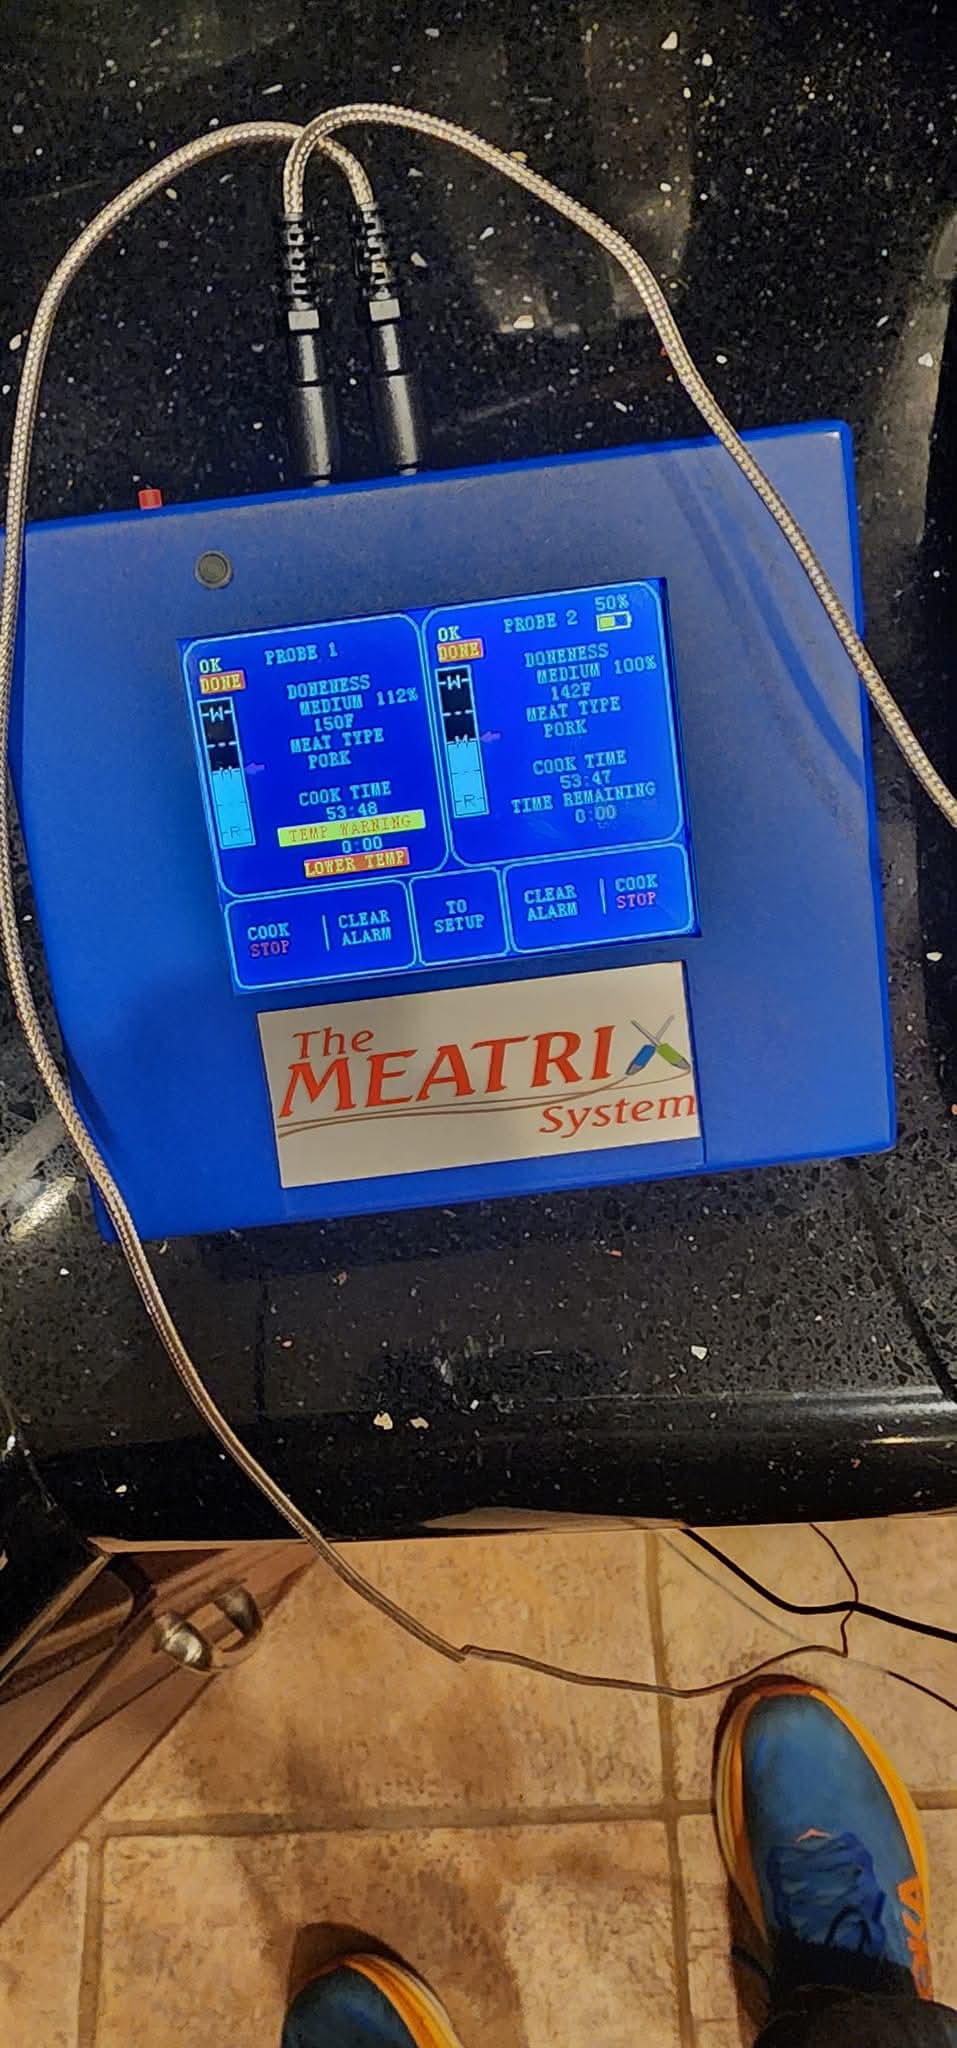 OK PROBE 1
DONE
DONENESS
MEDIUM 112%
150F
MEAT TYPE
PORK
COOK TIME
53:48
TEMP WARNING
0:00
LOWER TEMP
-W-
-M-
-R-
50%
OK PROBE 2
DONE
DONENESS
MEDIUM 100%
142F
MEAT TYPE
PORK
COOK TIME
53:47
TIME REMAINING
0:00
-W-
-M-
-R-
COOK
STOP
CLEAR
ALARM
TO
SETUP
CLEAR
ALARM
COOK
STOP
The
MEATRIX
System
HOKA